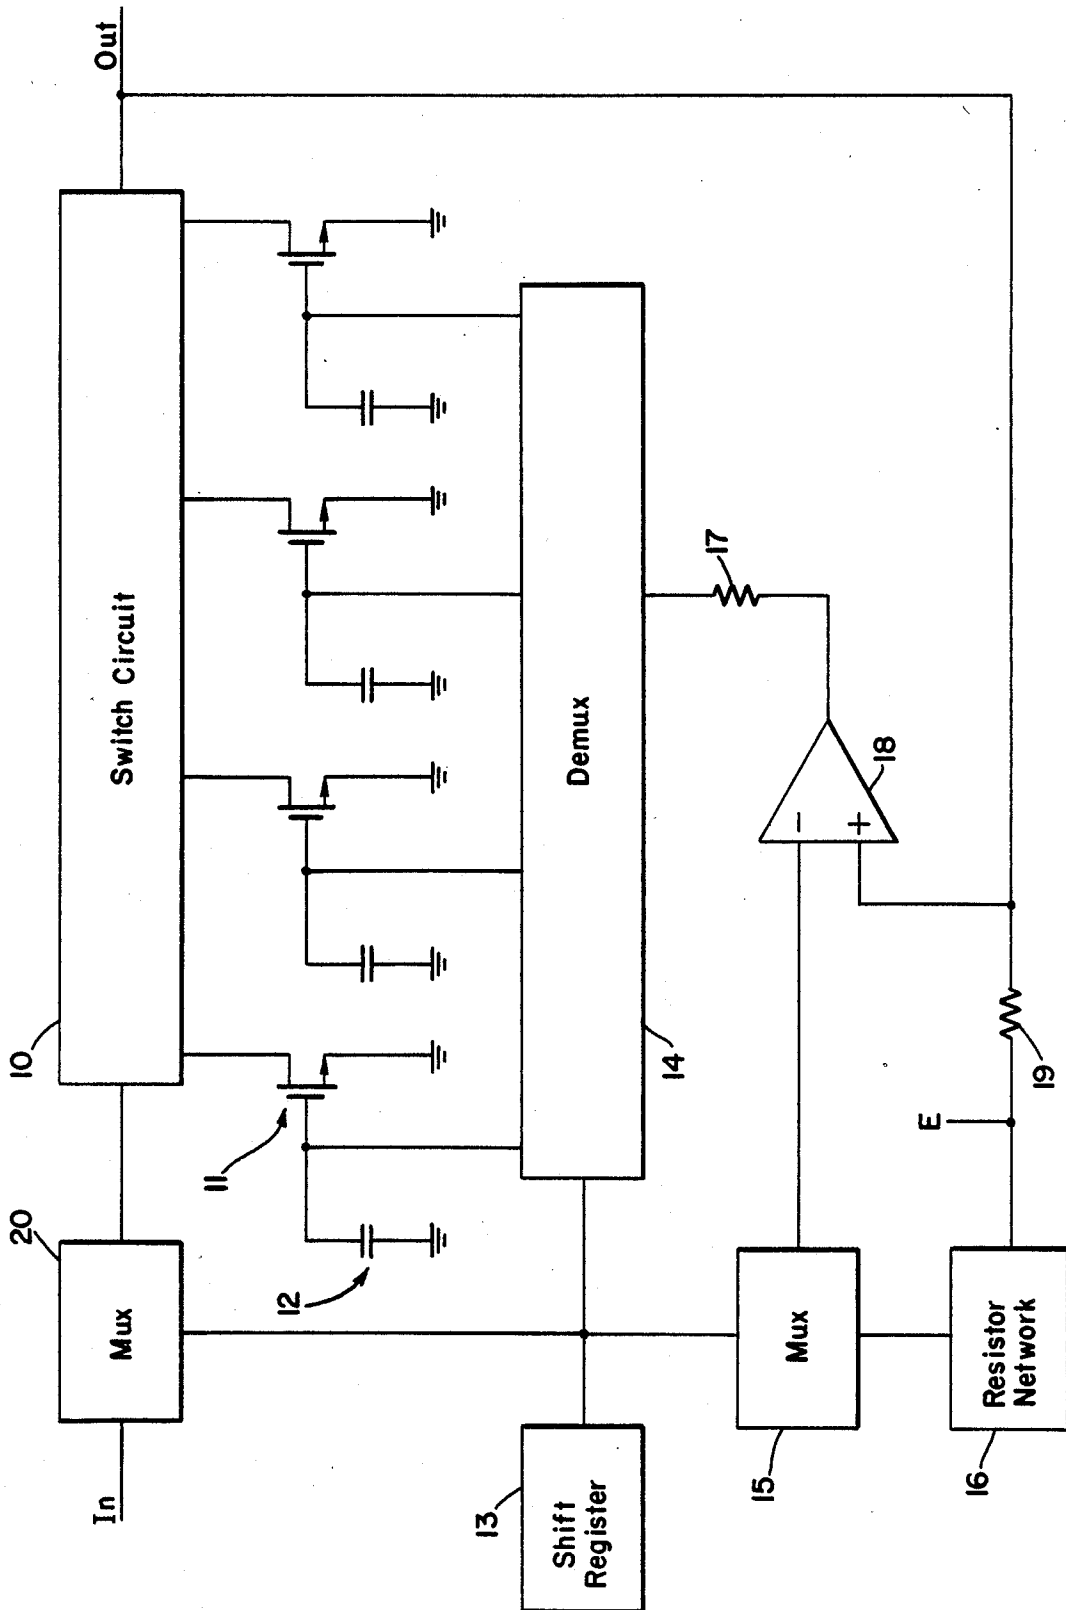 In
20
Mux
10
Switch Circuit
Out
11
12
13
Shift
Register
14
Demux
17
15
Mux
18
−
+
16
Resistor
Network
E
19